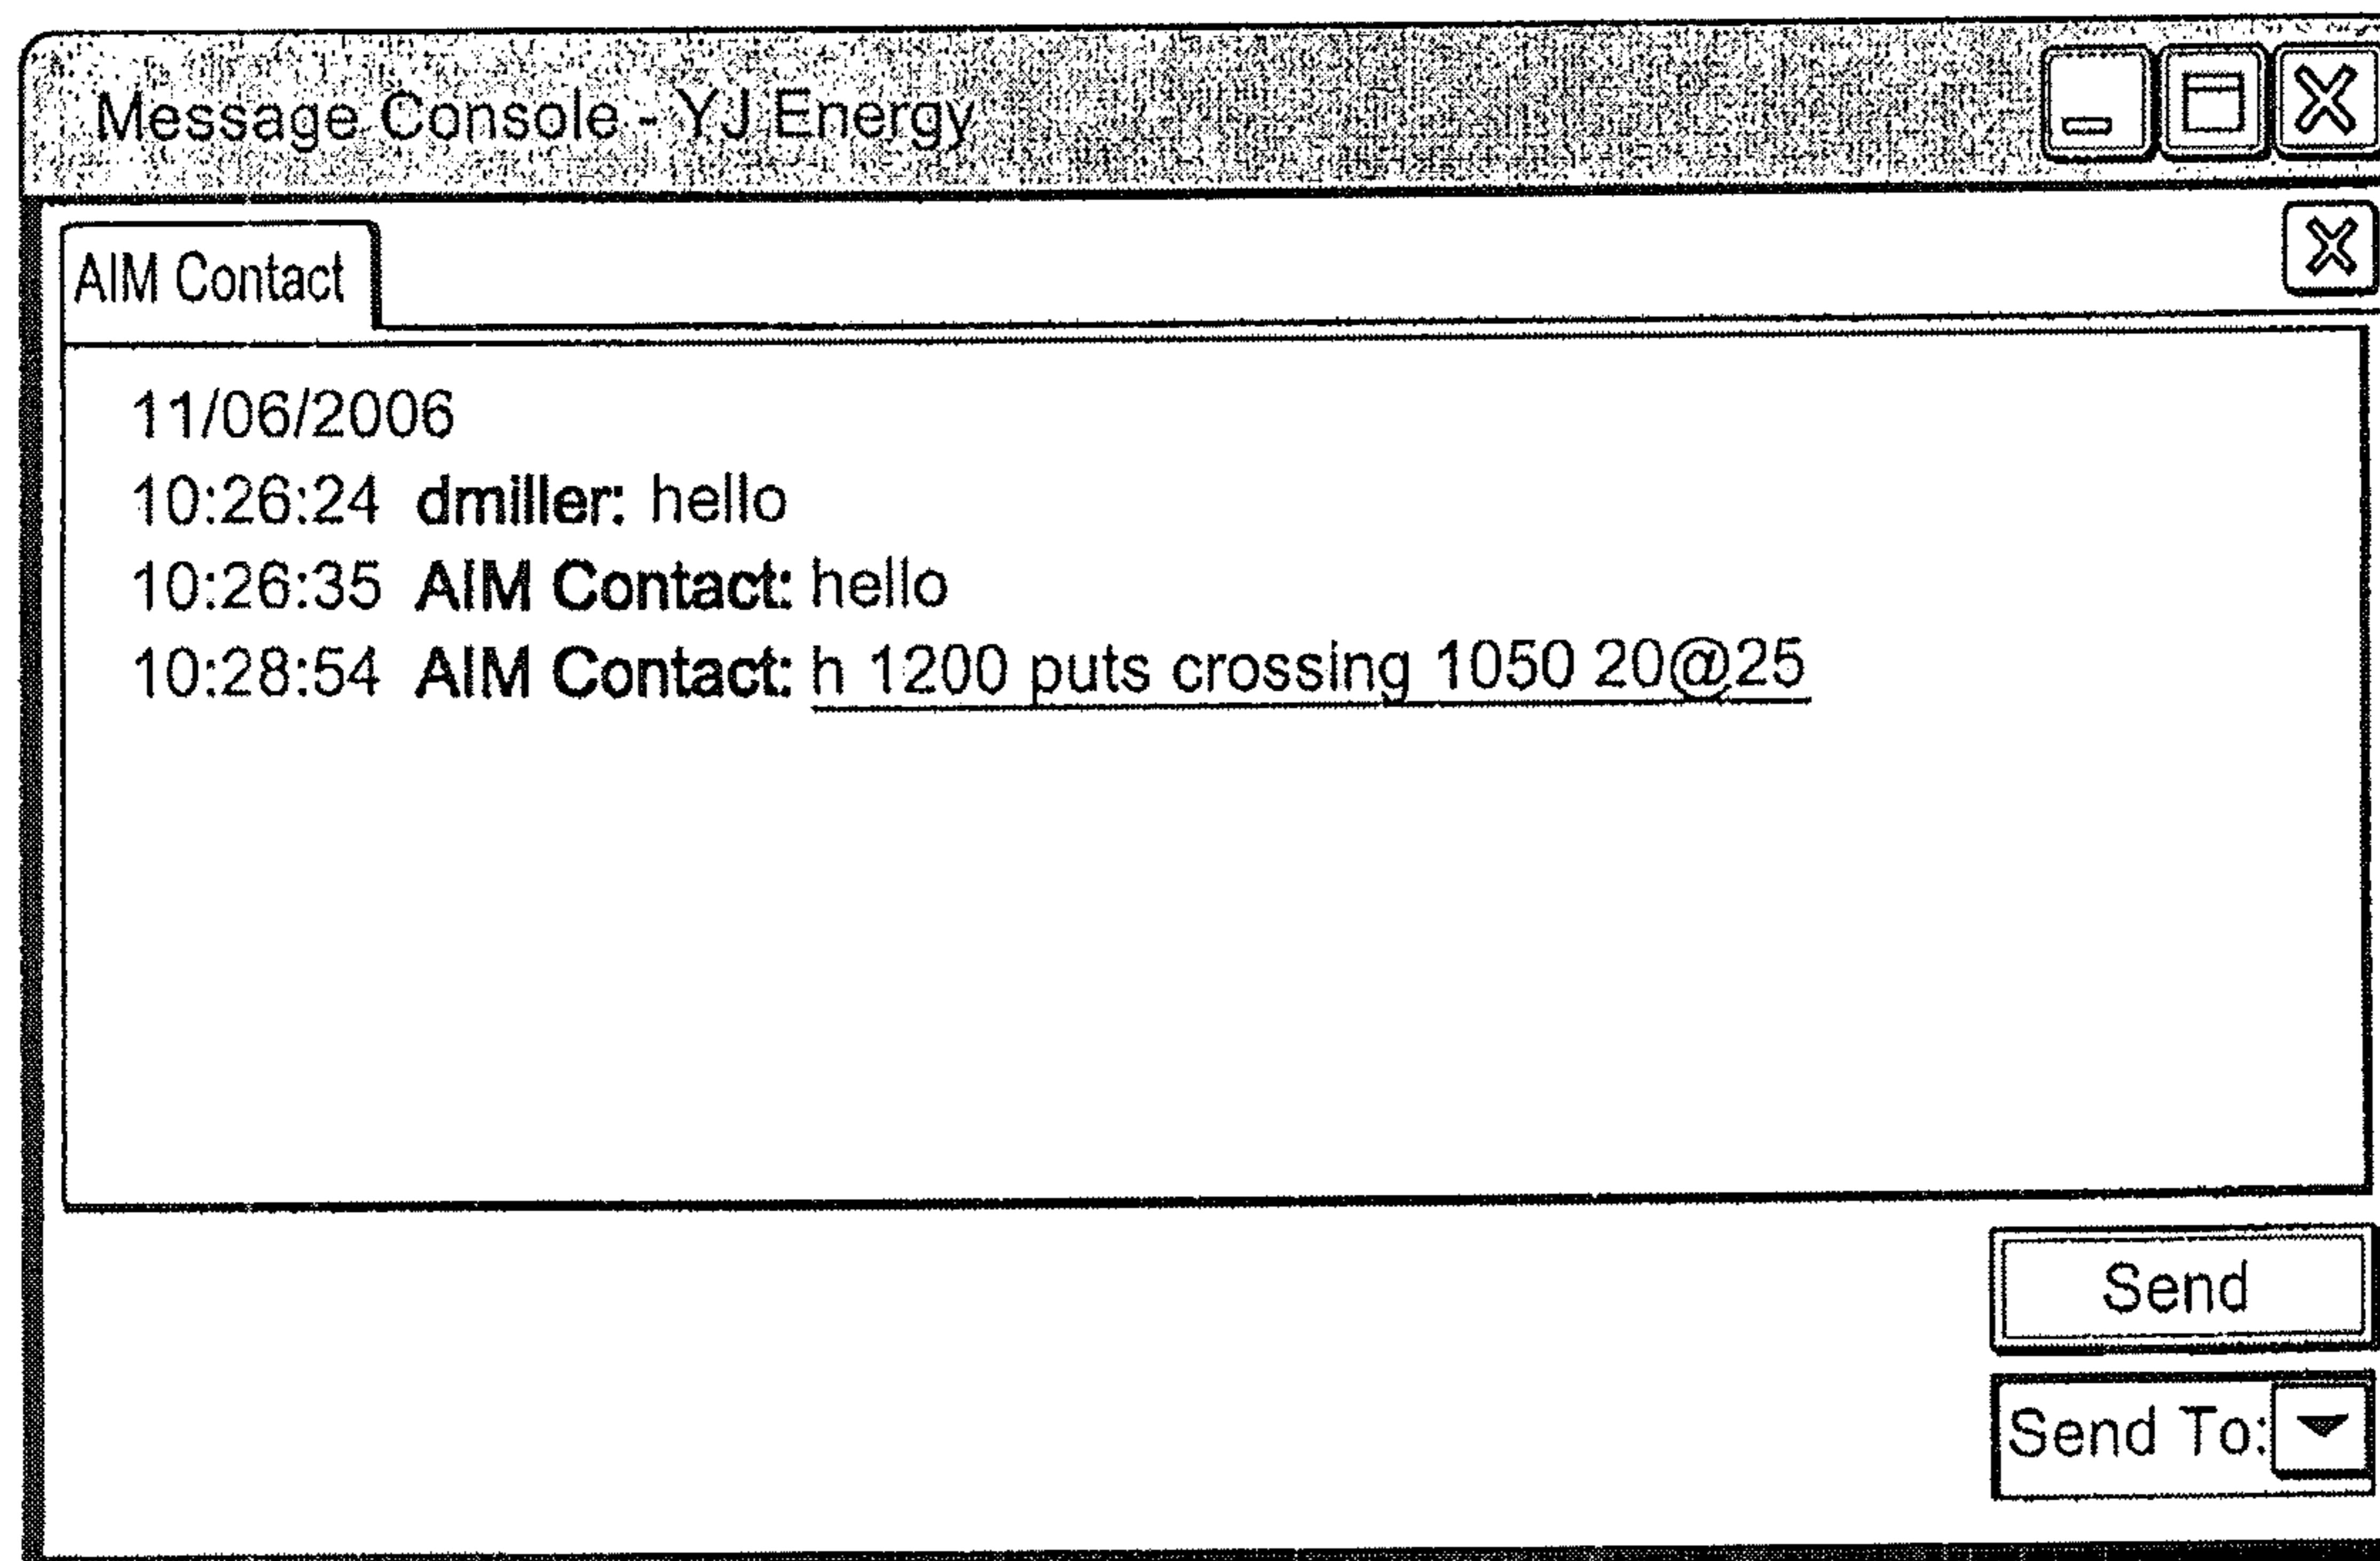 Message Console - YJ Energy
AIM Contact
11/06/2006
10:26:24 dmiller: hello
10:26:35 AIM Contact: hello
10:28:54 AIM Contact: h 1200 puts crossing 1050 20@25
Send
Send To: